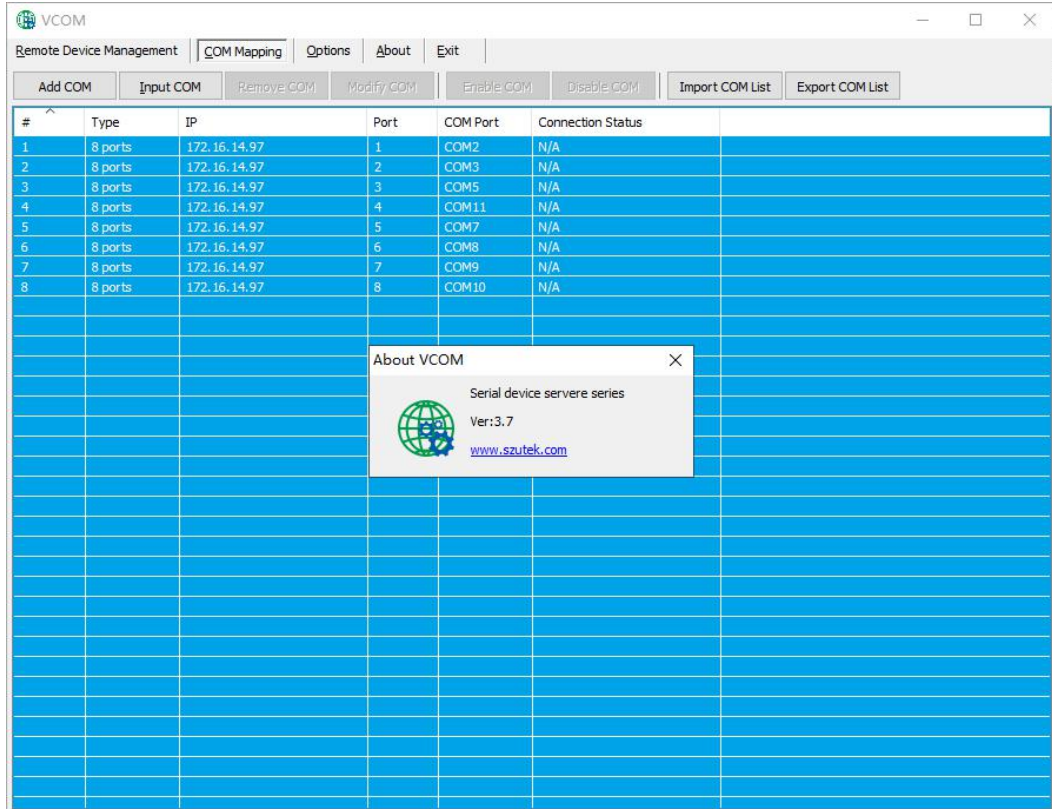 VCOM
Remote Device Management COM Mapping Options About Exit
Add COM Input COM Remove COM Modify COM Enable COM Disable COM Import COM List Export COM List
# Type IP Port COM Port Connection Status
1 8 ports 172.16.14.97 1 COM2 N/A
2 8 ports 172.16.14.97 2 COM3 N/A
3 8 ports 172.16.14.97 3 COM5 N/A
4 8 ports 172.16.14.97 4 COM11 N/A
5 8 ports 172.16.14.97 5 COM7 N/A
6 8 ports 172.16.14.97 6 COM8 N/A
7 8 ports 172.16.14.97 7 COM9 N/A
8 8 ports 172.16.14.97 8 COM10 N/A
About VCOM
Serial device servere series
Ver:3.7
www.szutek.com